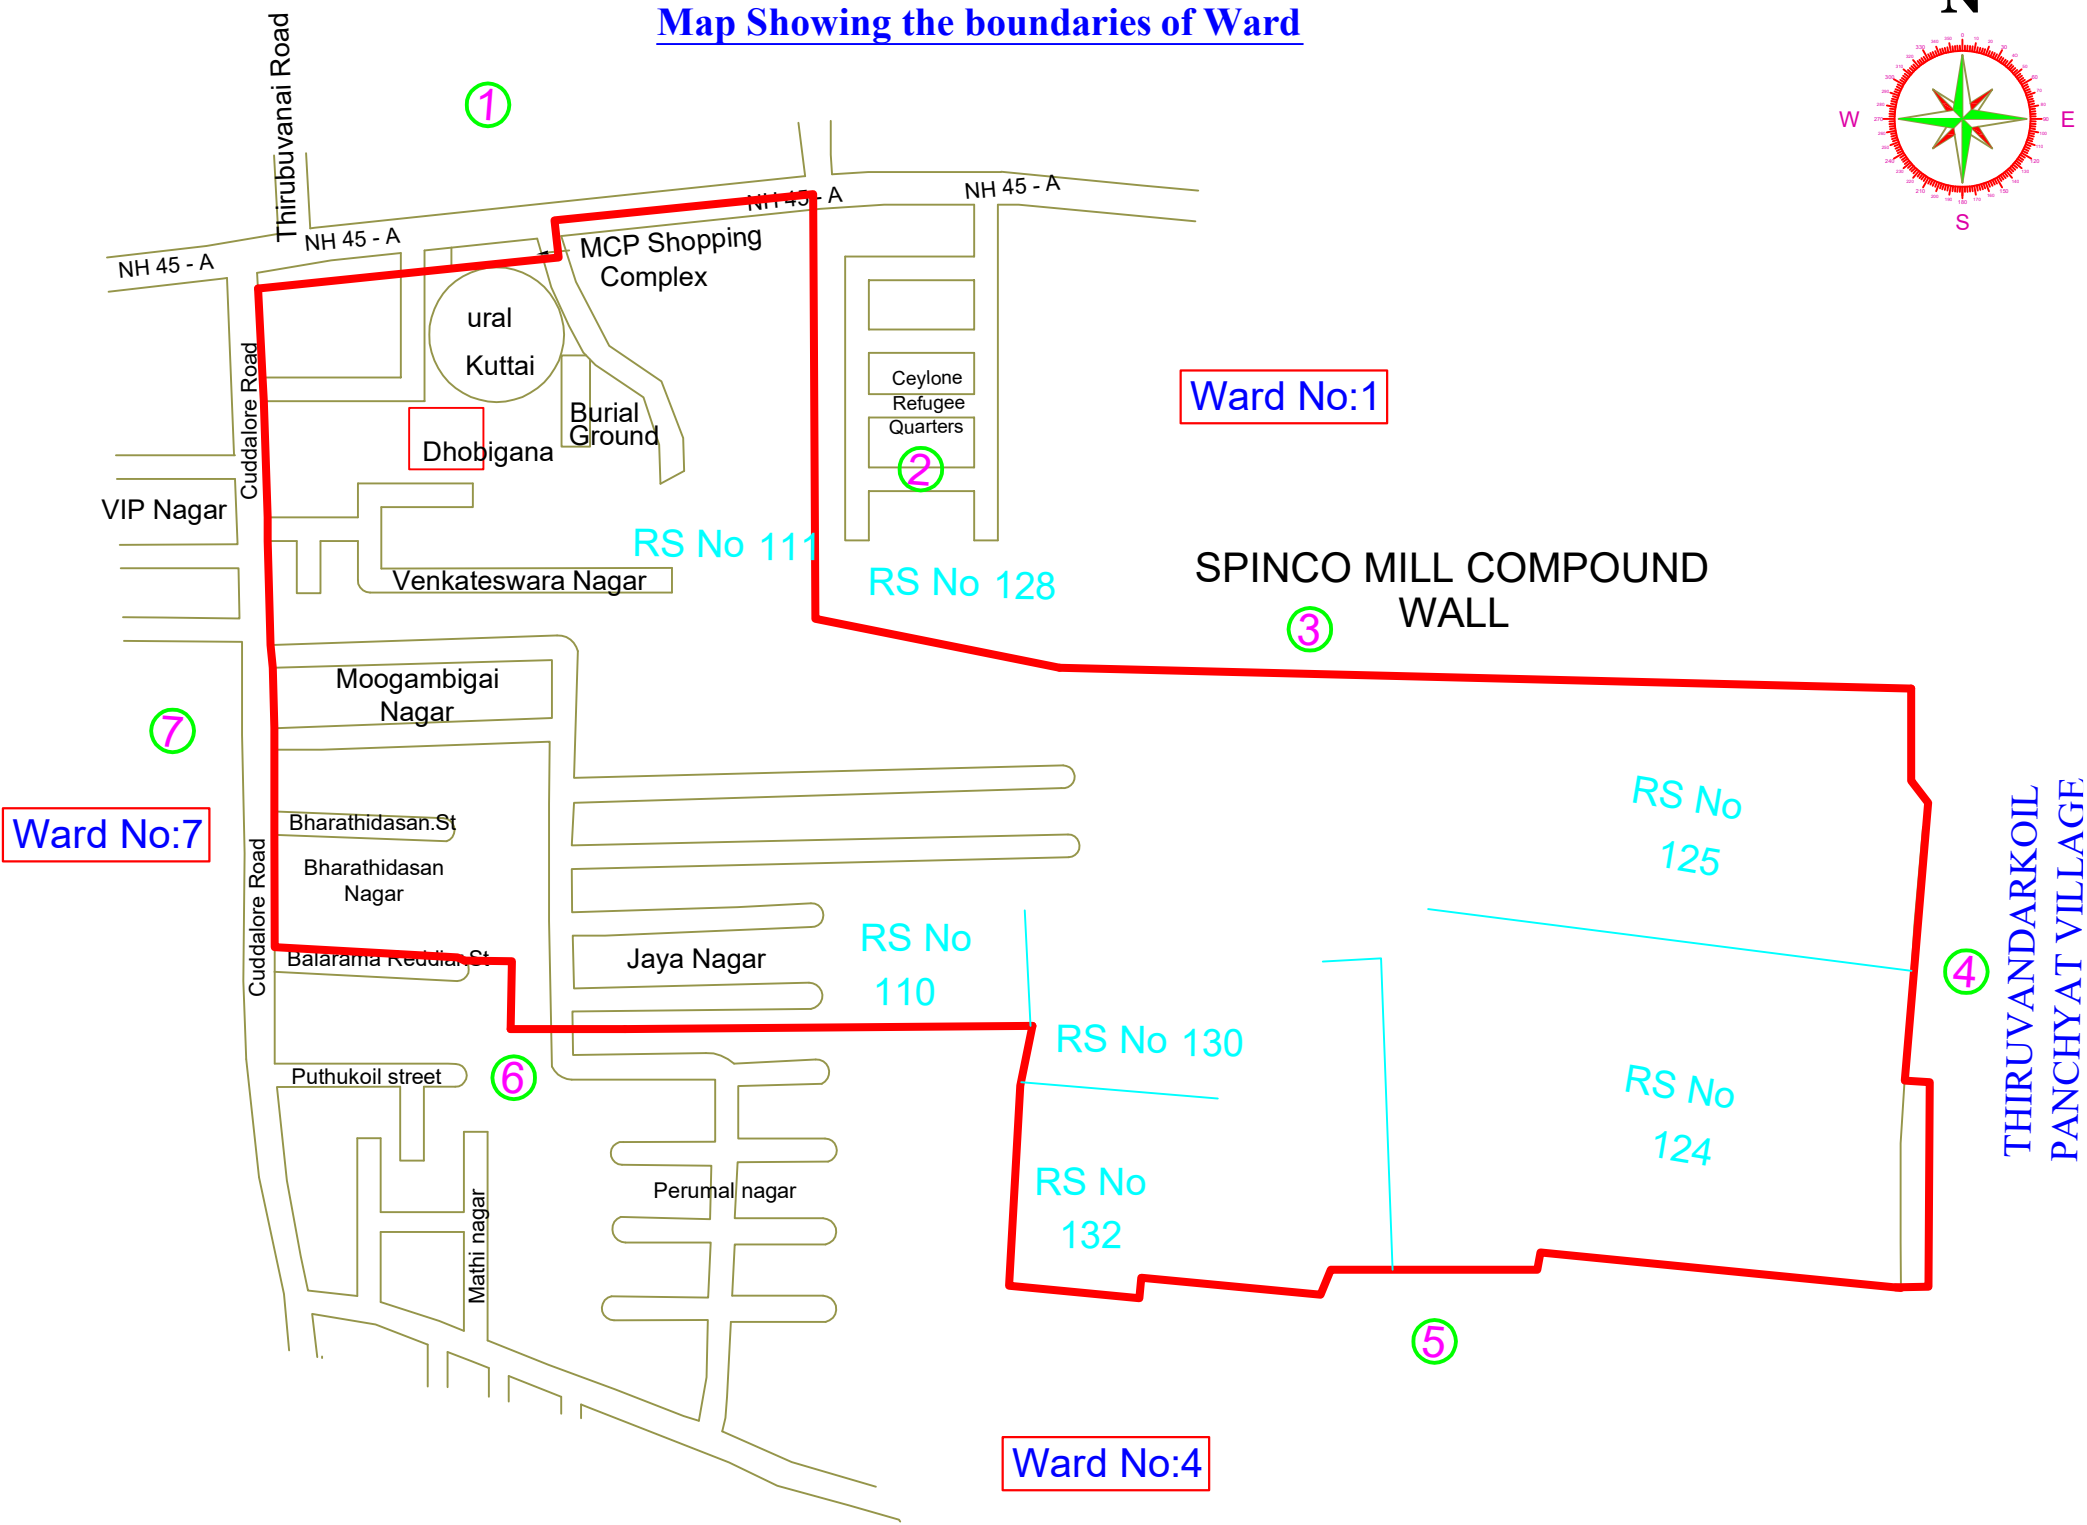 Map Showing the boundaries of Ward
N
W
E
S
Thirubuvanai Road
1
NH 45 - A
NH 45 - A
NH 45 - A
NH 45 - A
MCP Shopping
Complex
ural
Kuttai
Cuddalore Road
Burial
Ground
Dhobigana
Ceylone
Refugee
Quarters
2
Ward No:1
VIP Nagar
RS No 111
RS No 128
Venkateswara Nagar
SPINCO MILL COMPOUND
WALL
3
Moogambigai
Nagar
7
Ward No:7
Bharathidasan.St
Bharathidasan
Nagar
Cuddalore Road
Balarama Reddiar.St
Jaya Nagar
RS No
110
RS No
125
4
THIRUVANDARKOIL
PANCHYAT VILLAGE
RS No 130
Puthukoil street
6
RS No
124
Perumal nagar
Mathi nagar
RS No
132
5
Ward No:4